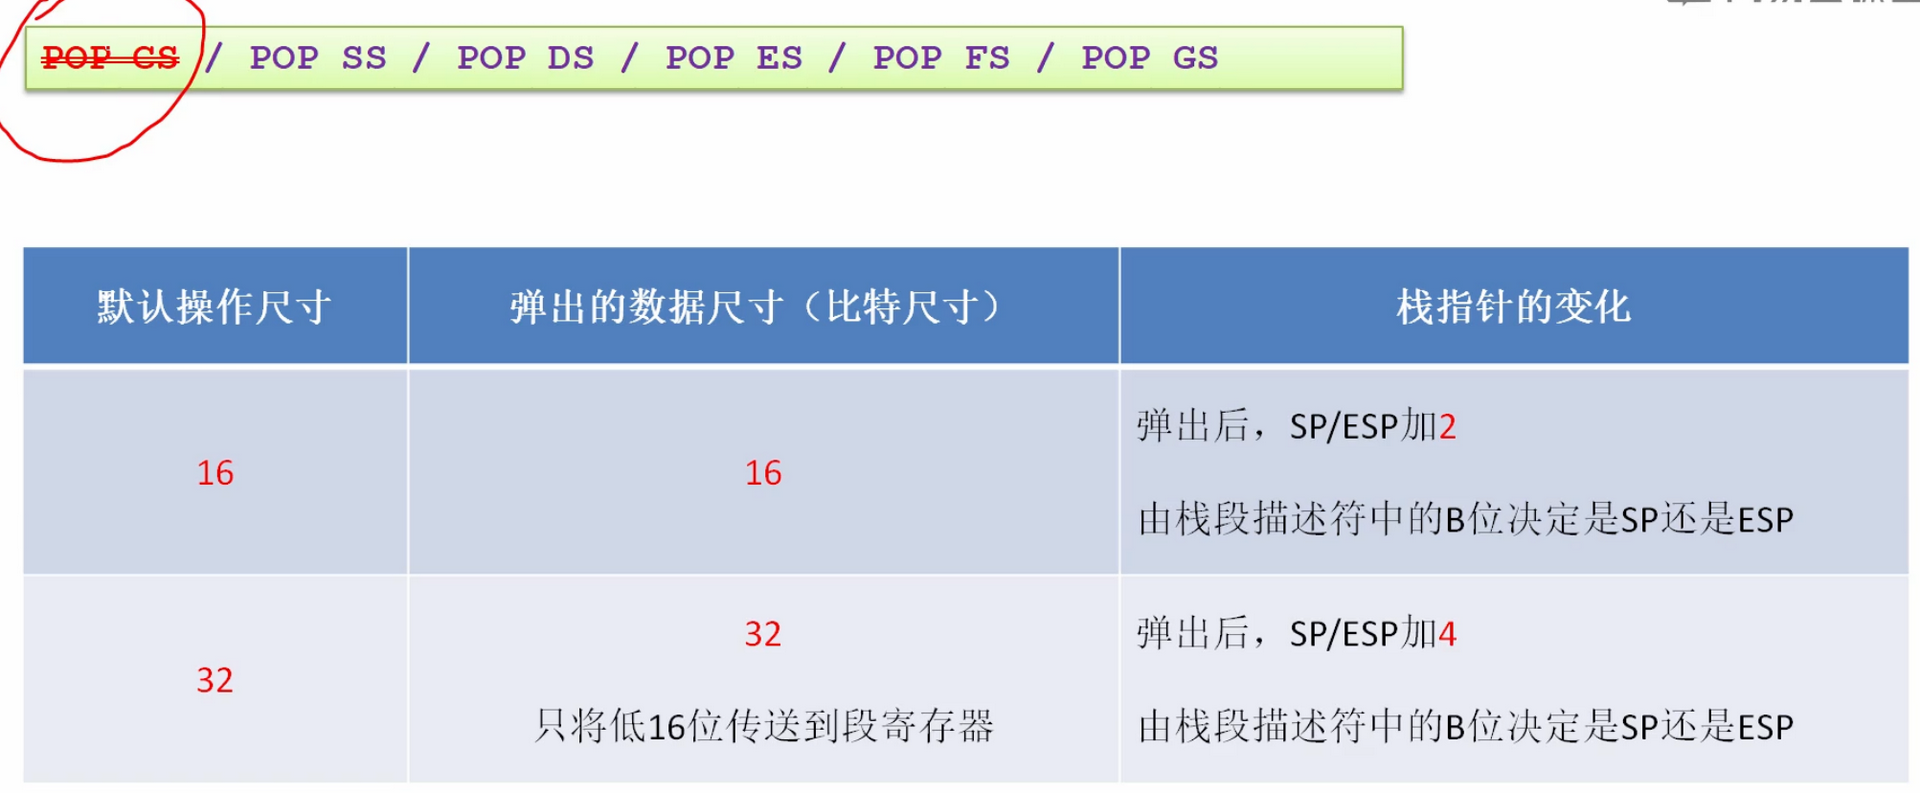 POP CS / POP SS / POP DS / POP ES / POP FS / POP GS
默认操作尺寸
弹出的数据尺寸（比特尺寸）
栈指针的变化
16
16
弹出后，SP/ESP加2
由栈段描述符中的B位决定是SP还是ESP
32
32
只将低16位传送到段寄存器
弹出后，SP/ESP加4
由栈段描述符中的B位决定是SP还是ESP